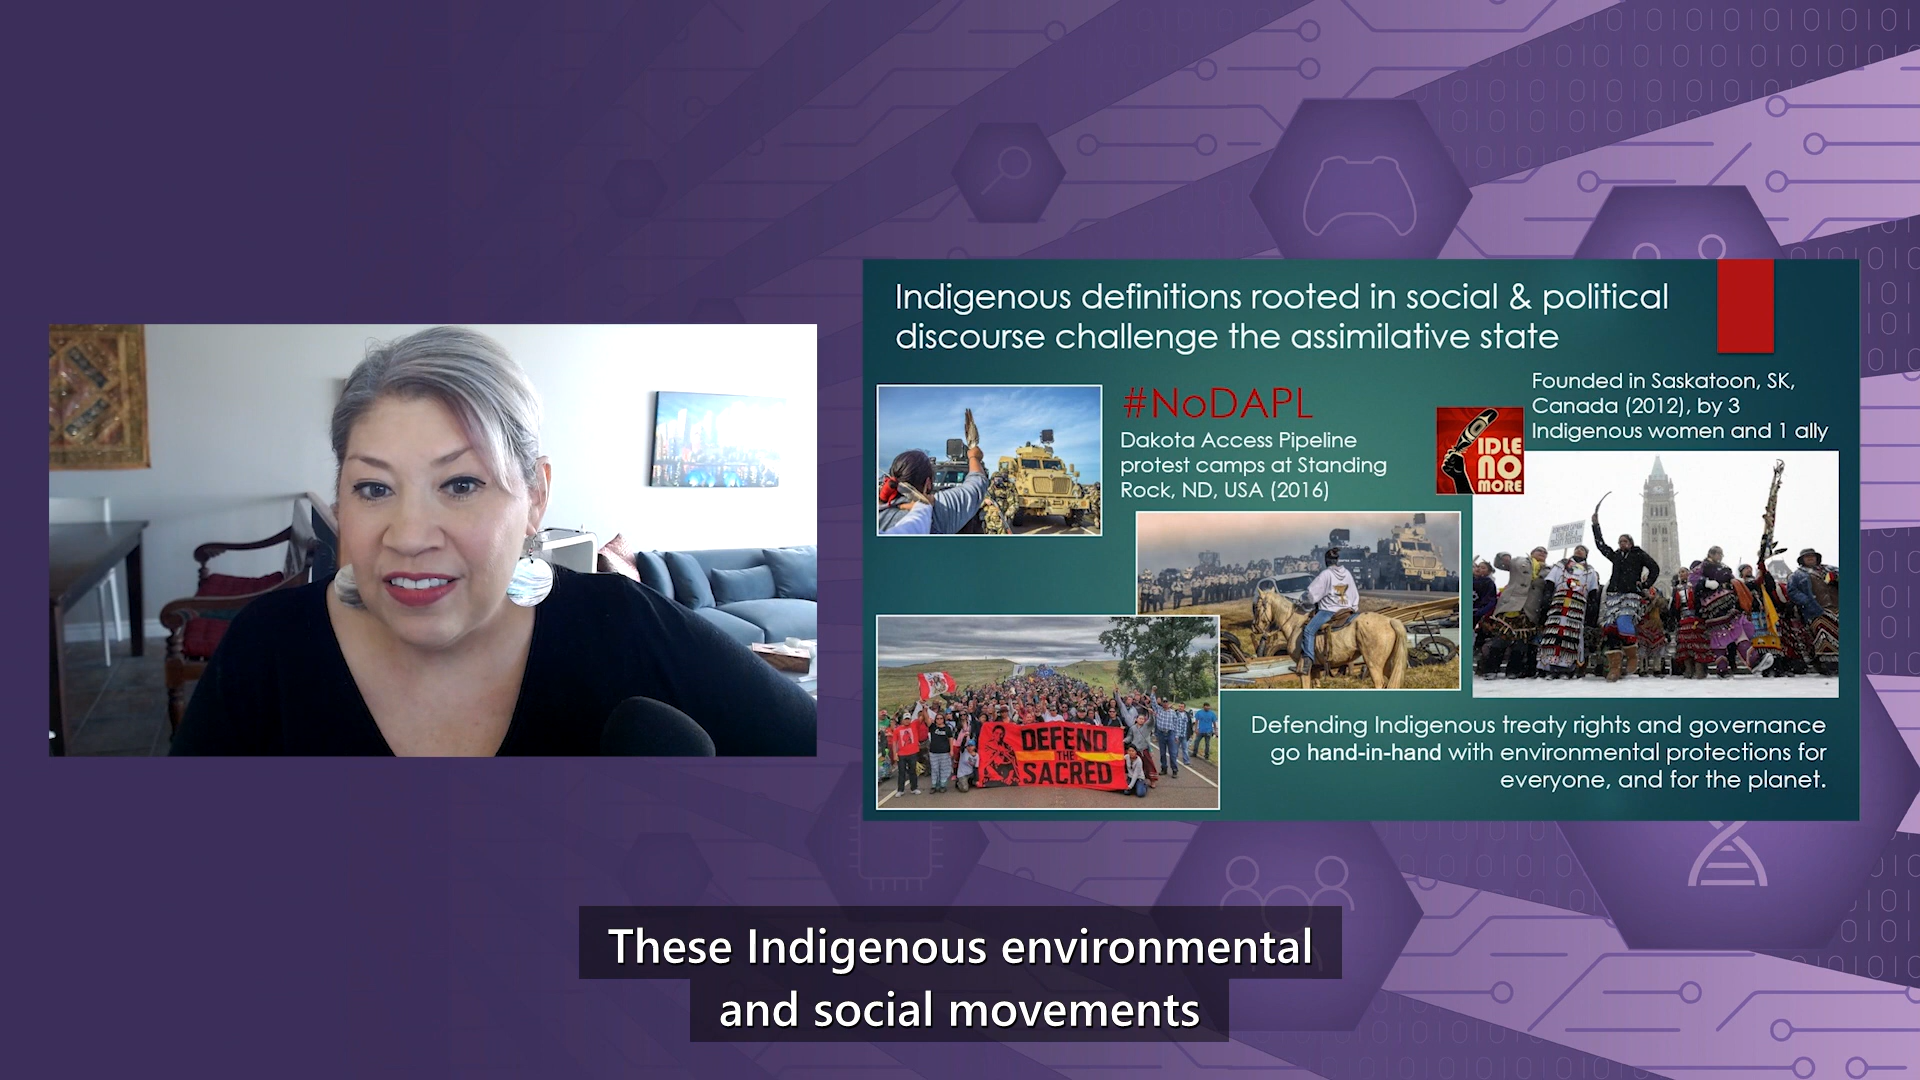 Indigenous definitions rooted in social & political
discourse challenge the assimilative state
#NoDAPL
Dakota Access Pipeline
protest camps at Standing
Rock, ND, USA (2016)
Founded in Saskatoon, SK,
Canada (2012), by 3
Indigenous women and 1 ally
IDLE
NO
MORE
DEFEND
THE
SACRED
Defending Indigenous treaty rights and governance
go hand-in-hand with environmental protections for
everyone, and for the planet.
These Indigenous environmental
and social movements